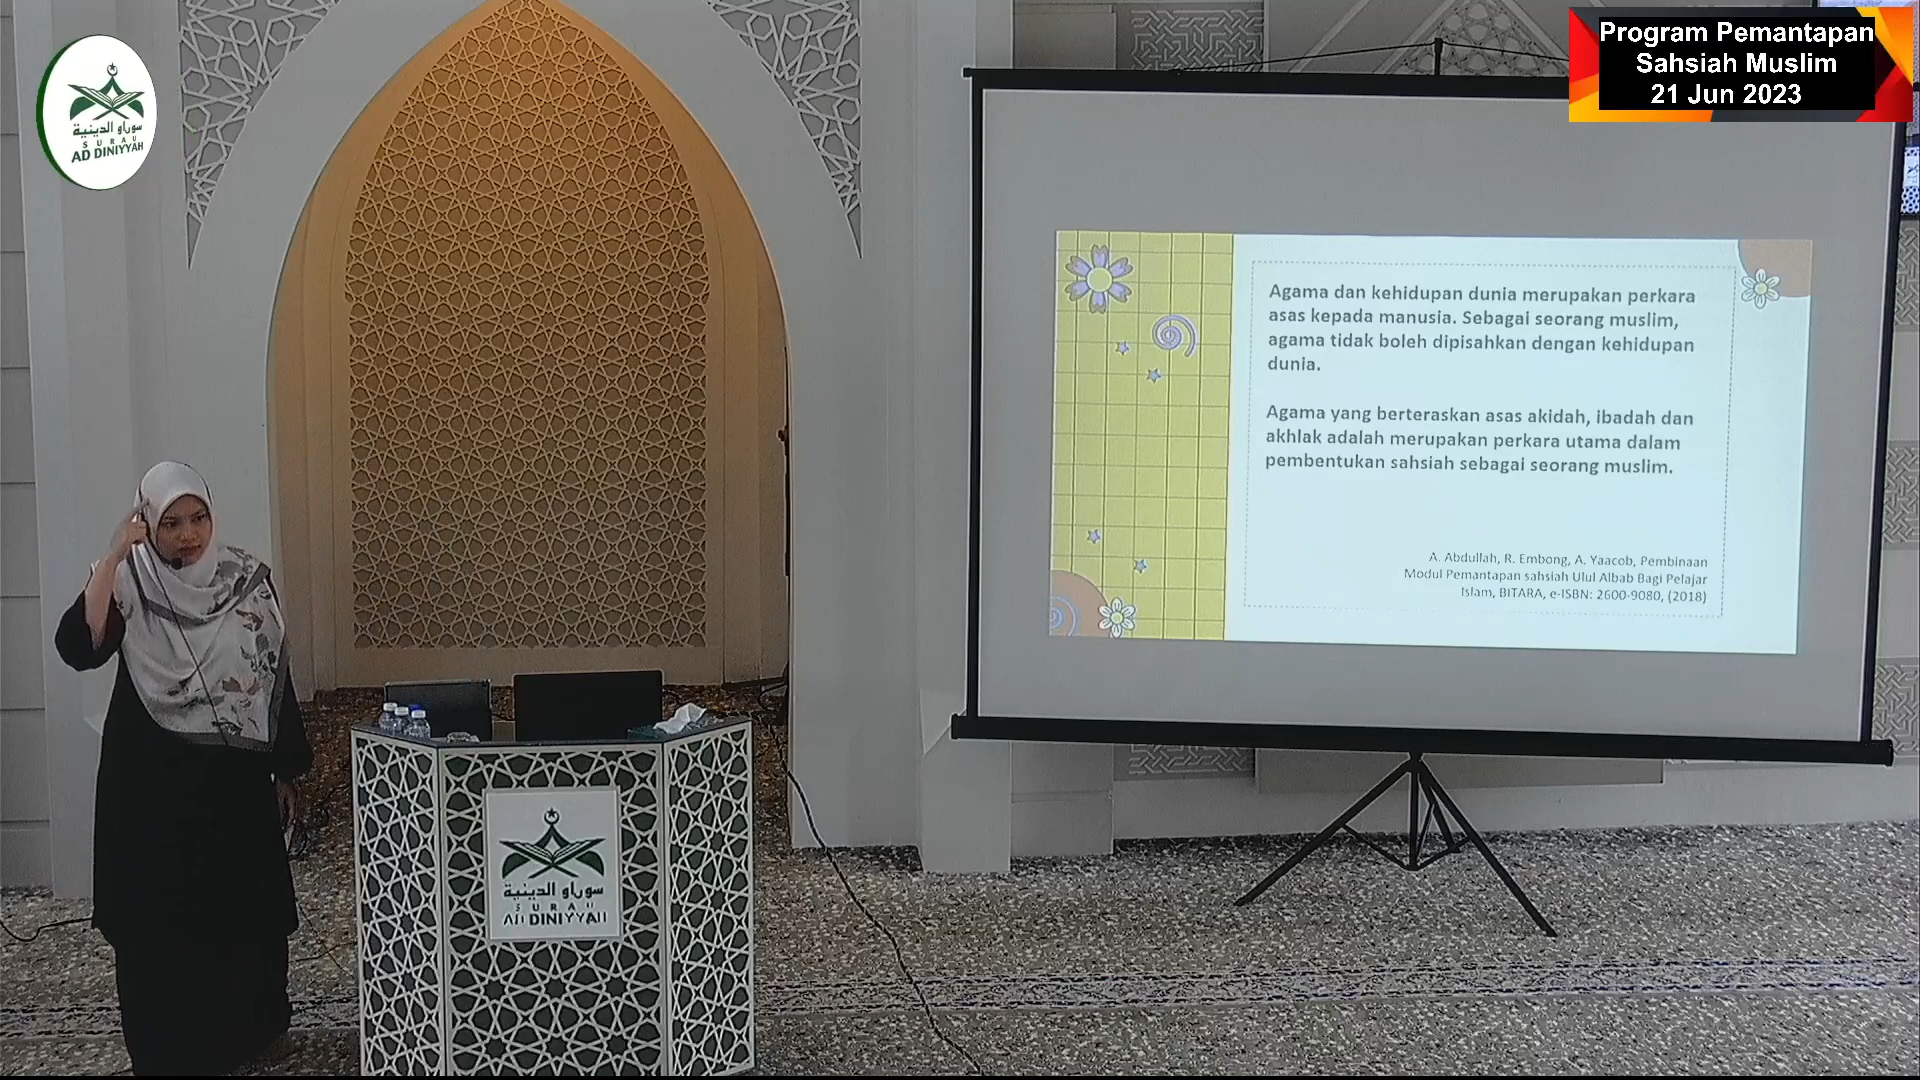 سوراو الدينية
SURAU
AD DINIYYAH
Program Pemantapan
Sahsiah Muslim
21 Jun 2023
Agama dan kehidupan dunia merupakan perkara
asas kepada manusia. Sebagai seorang muslim,
agama tidak boleh dipisahkan dengan kehidupan
dunia.
Agama yang berteraskan asas akidah, ibadah dan
akhlak adalah merupakan perkara utama dalam
pembentukan sahsiah sebagai seorang muslim.
A. Abdullah, R. Embong, A. Yaacob, Pembinaan
Modul Pemantapan sahsiah Ulul Albab Bagi Pelajar
Islam, BITARA, e-ISBN: 2600-9080, (2018)
سوراو الدينية
SURAU
AD DINIYYAH